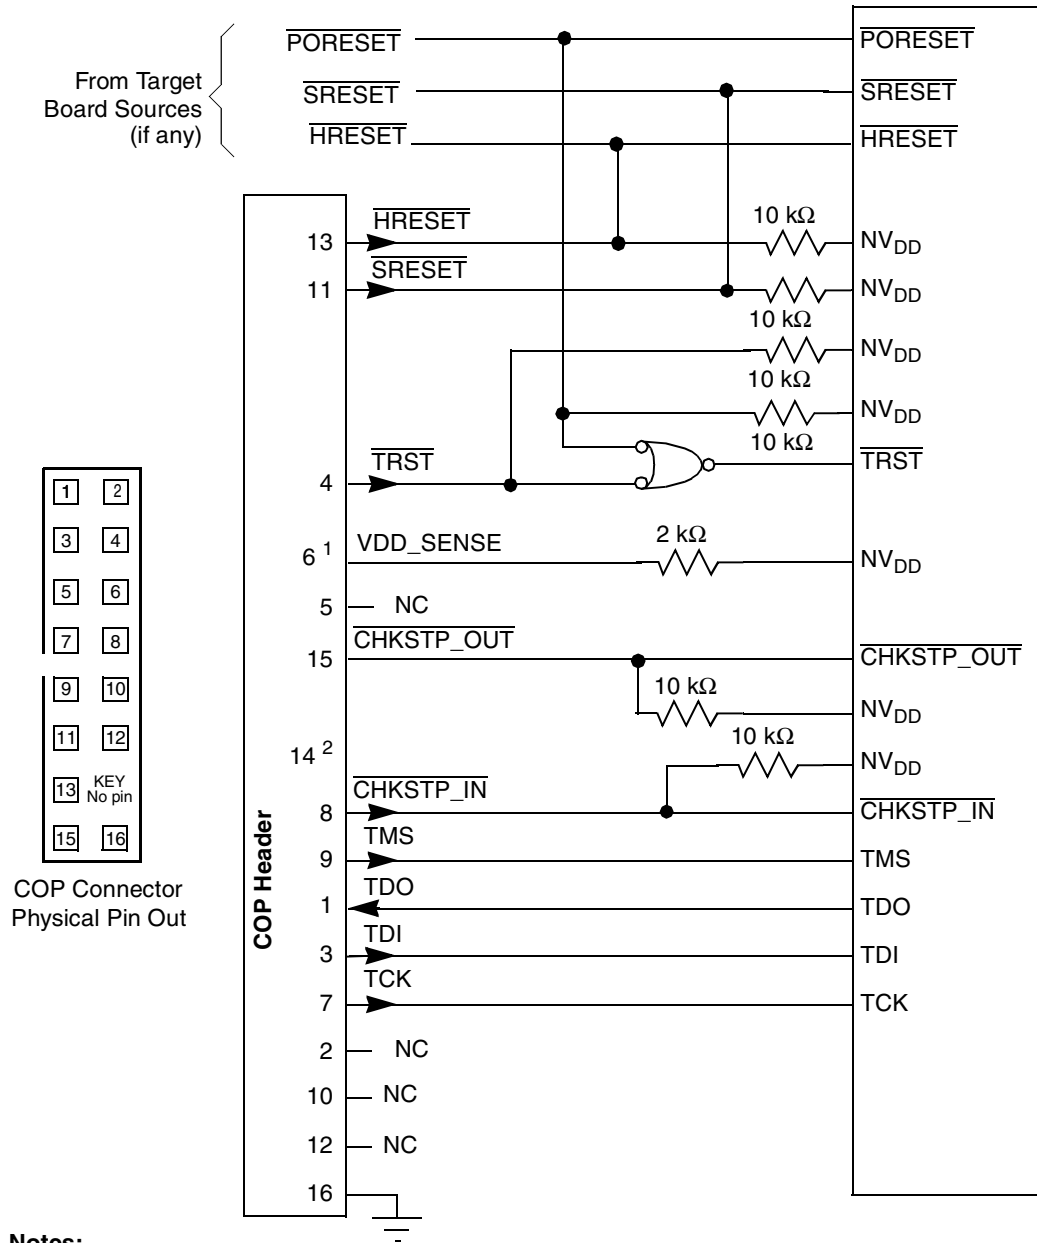 PORESET
PORESET
From Target
Board Sources
(if any)
SRESET
SRESET
HRESET
HRESET
13
HRESET
10 kΩ
NVDD
11
SRESET
NVDD
10 kΩ
NVDD
10 kΩ
NVDD
10 kΩ
4
TRST
TRST
6 1
VDD_SENSE
2 kΩ
NVDD
5
NC
15
CHKSTP_OUT
CHKSTP_OUT
10 kΩ
NVDD
14 2
10 kΩ
NVDD
8
CHKSTP_IN
CHKSTP_IN
9
TMS
TMS
1
TDO
TDO
3
TDI
TDI
7
TCK
TCK
2
NC
10
NC
12
NC
16
COP Header
1 2
3 4
5 6
7 8
9 10
11 12
13 KEY
No pin
15 16
COP Connector
Physical Pin Out
Notes: